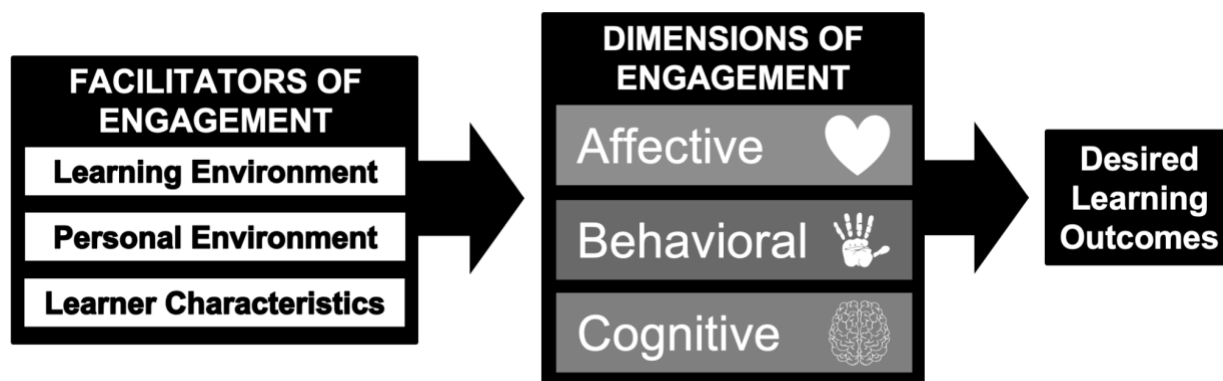 FACILITATORS OF
ENGAGEMENT
Learning Environment
Personal Environment
Learner Characteristics
DIMENSIONS OF
ENGAGEMENT
Affective
Behavioral
Cognitive
Desired
Learning
Outcomes